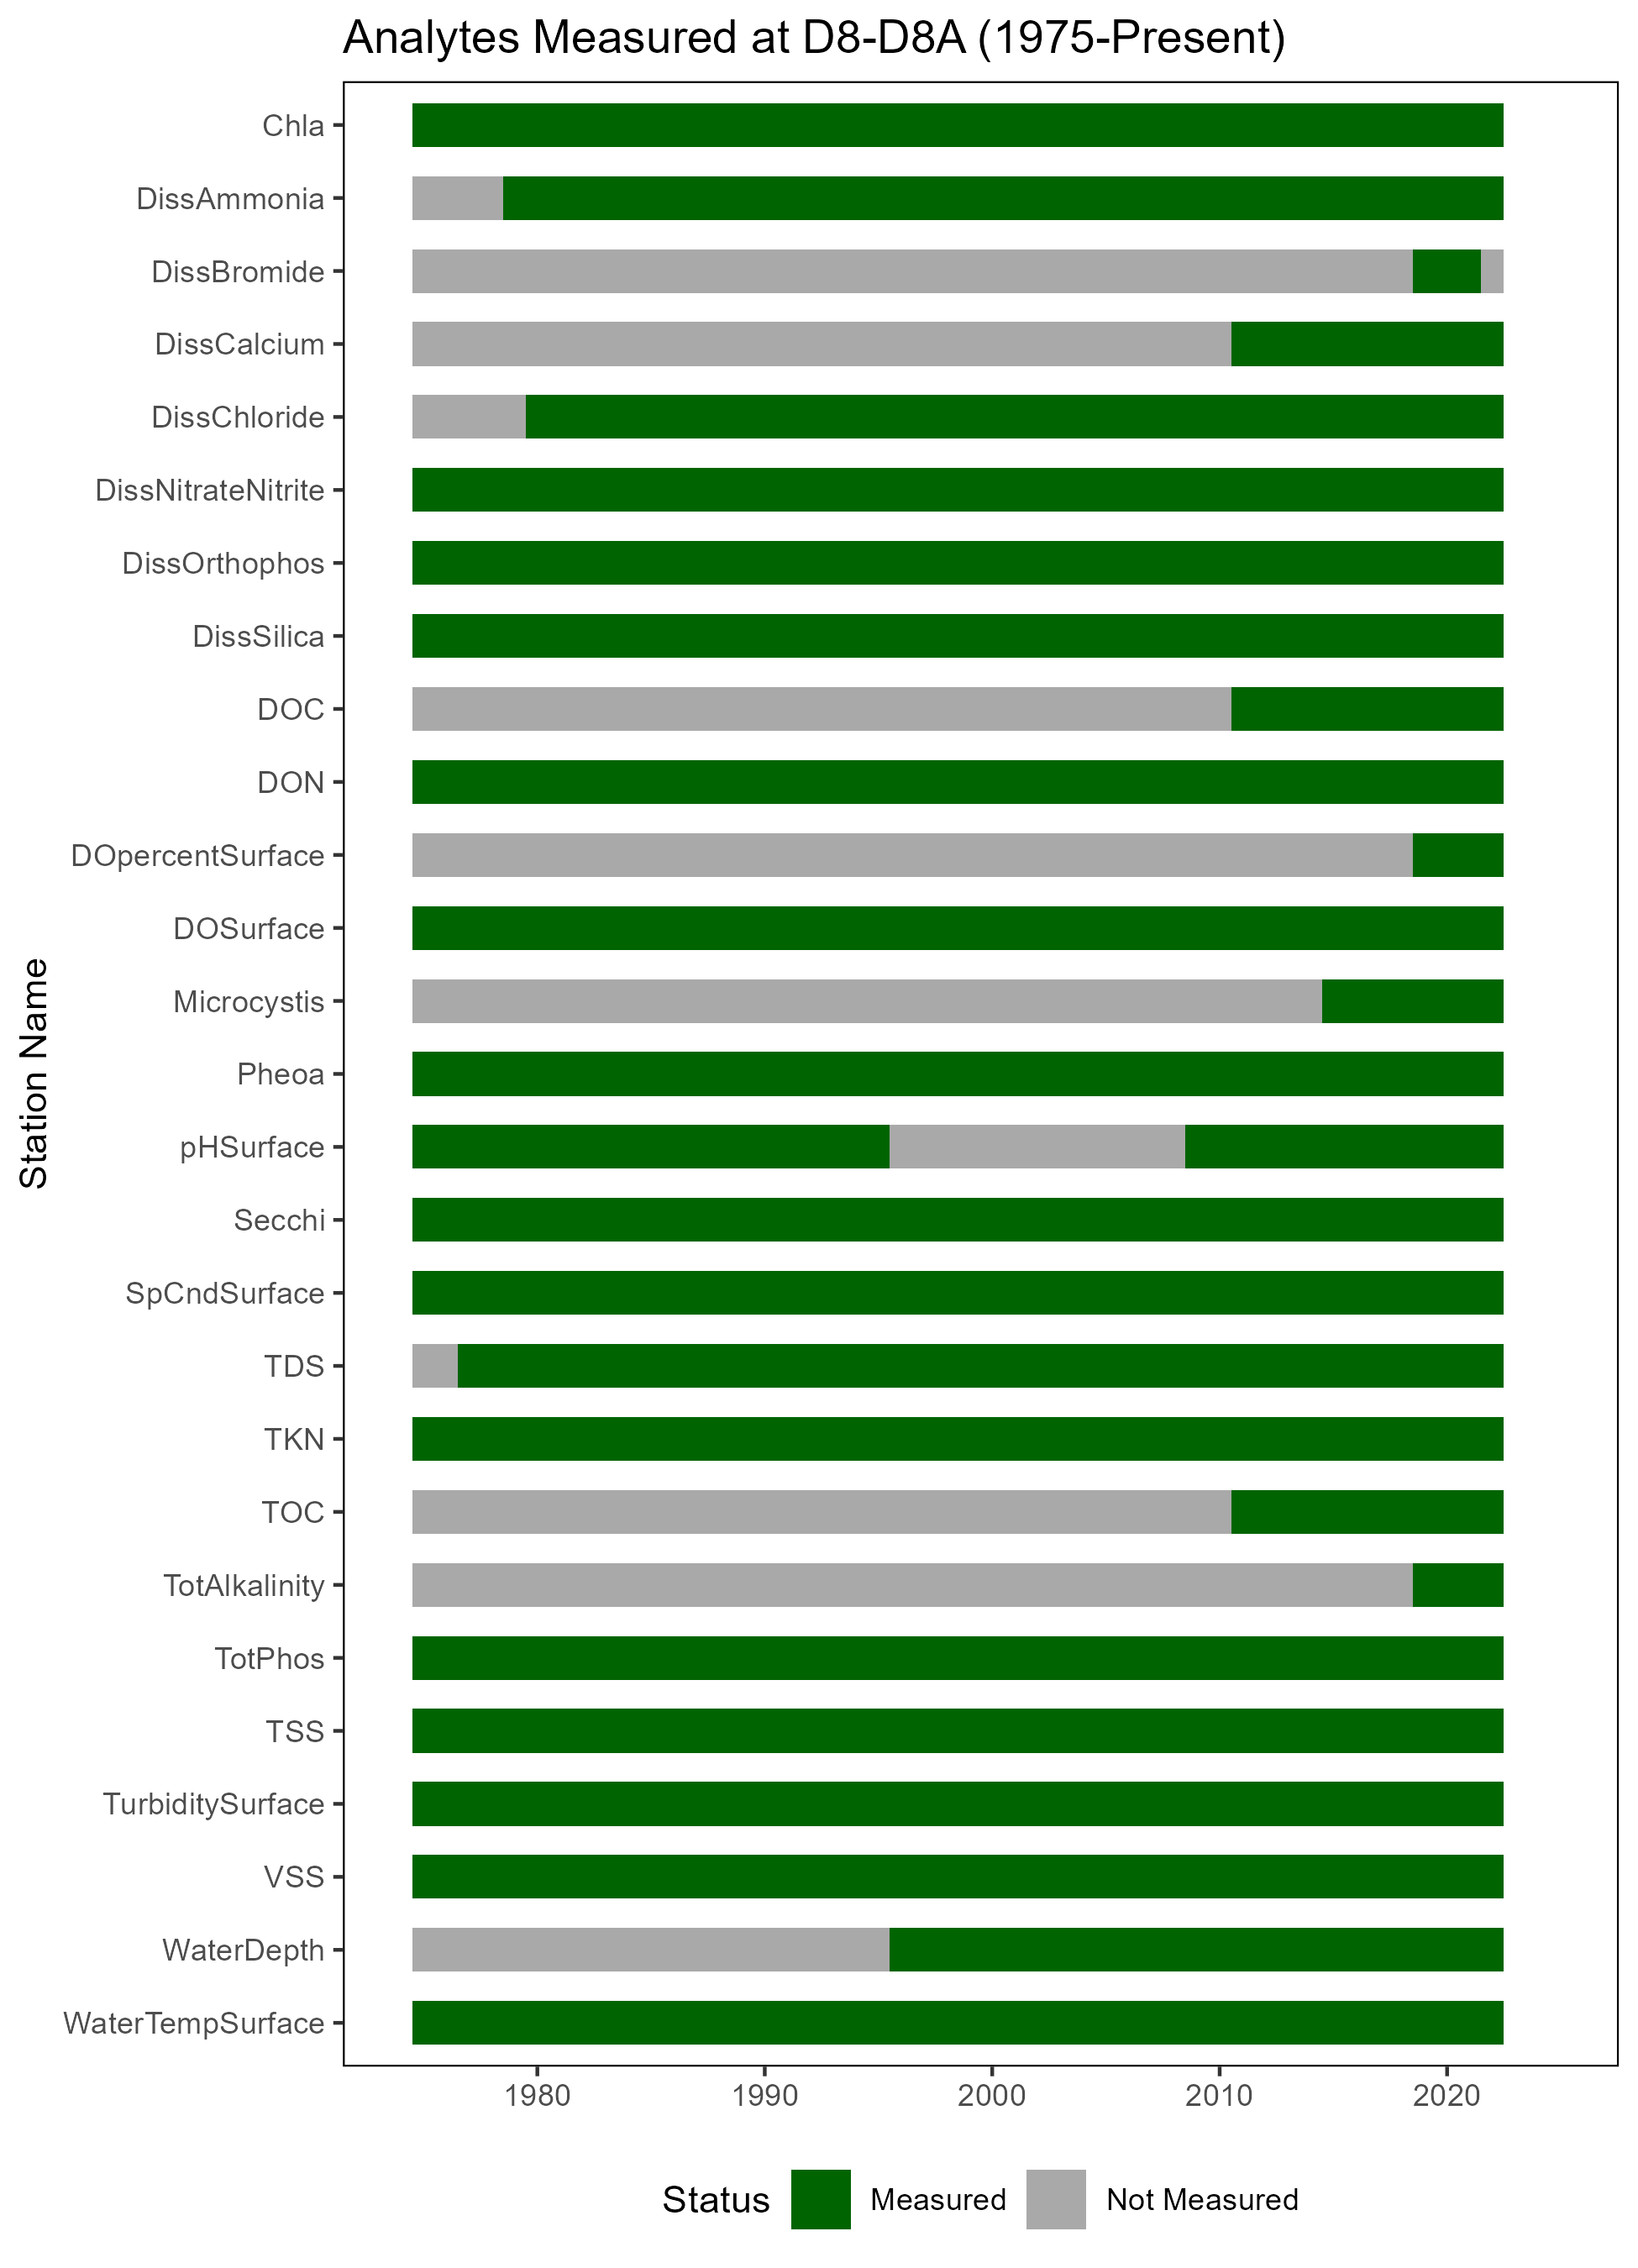 Analytes Measured at D8-D8A (1975-Present)
Station Name
Chla
DissAmmonia
DissBromide
DissCalcium
DissChloride
DissNitrateNitrite
DissOrthophos
DissSilica
DOC
DON
DOpercentSurface
DOSurface
Microcystis
Pheoa
pHSurface
Secchi
SpCndSurface
TDS
TKN
TOC
TotAlkalinity
TotPhos
TSS
TurbiditySurface
VSS
WaterDepth
WaterTempSurface
1980 1990 2000 2010 2020
Status Measured Not Measured